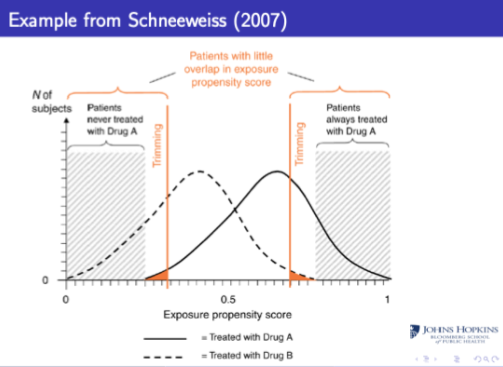 Example from Schneeweiss (2007)
Patients with little
overlap in exposure
propensity score
N of
subjects
Patients
never treated
with Drug A
Trimming
Trimming
Patients
always treated
with Drug A
0
0
0.5
1
Exposure propensity score
= Treated with Drug A
= Treated with Drug B
JOHNS HOPKINS
BLOOMBERG SCHOOL
of PUBLIC HEALTH